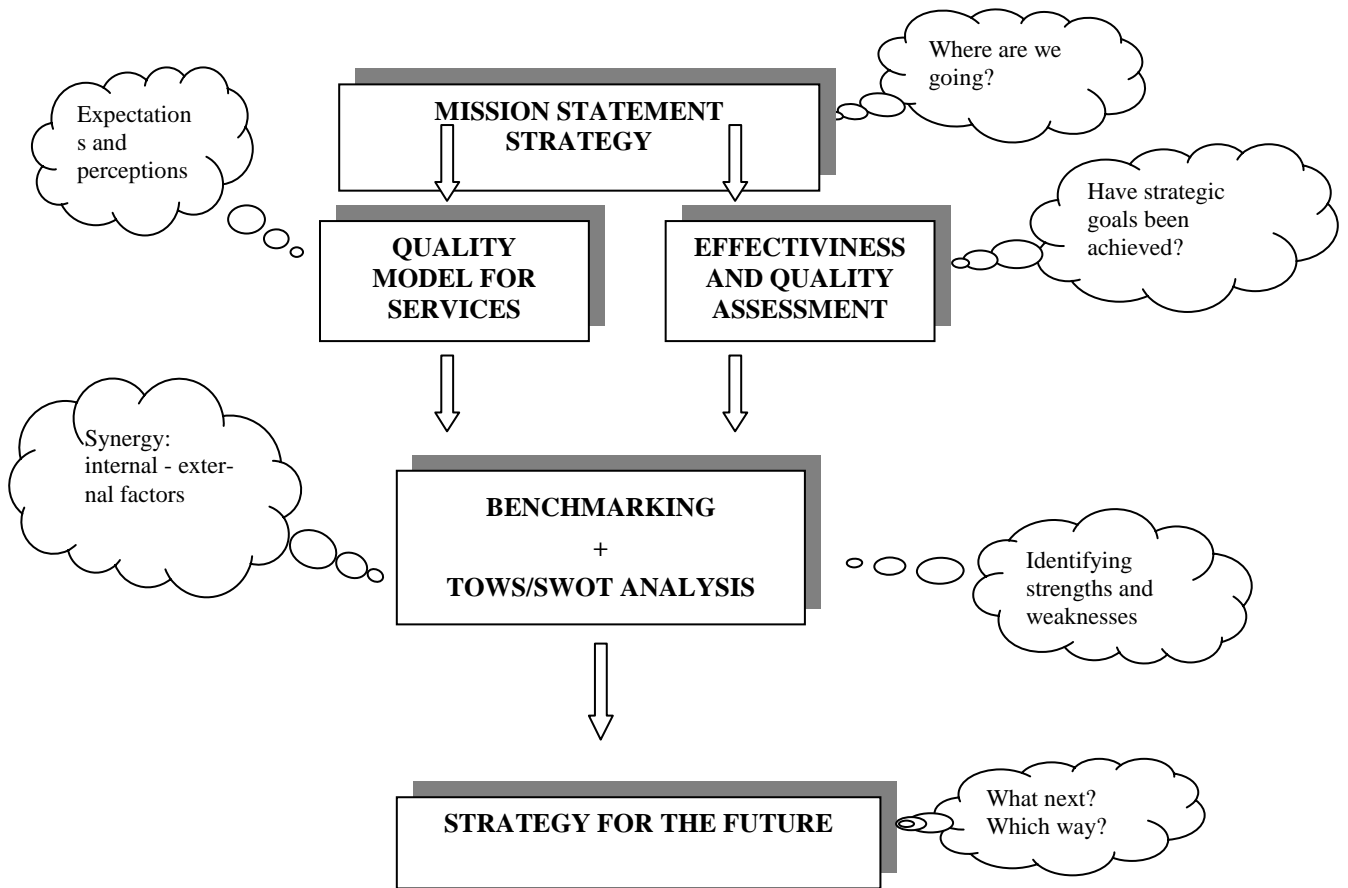 Where are we
going?
MISSION STATEMENT
STRATEGY
Expectation
s and
perceptions
Have strategic
goals been
achieved?
QUALITY
MODEL FOR
SERVICES
EFFECTIVINESS
AND QUALITY
ASSESSMENT
Synergy:
internal - exter-
nal factors
BENCHMARKING
+
TOWS/SWOT ANALYSIS
Identifying
strengths and
weaknesses
What next?
Which way?
STRATEGY FOR THE FUTURE